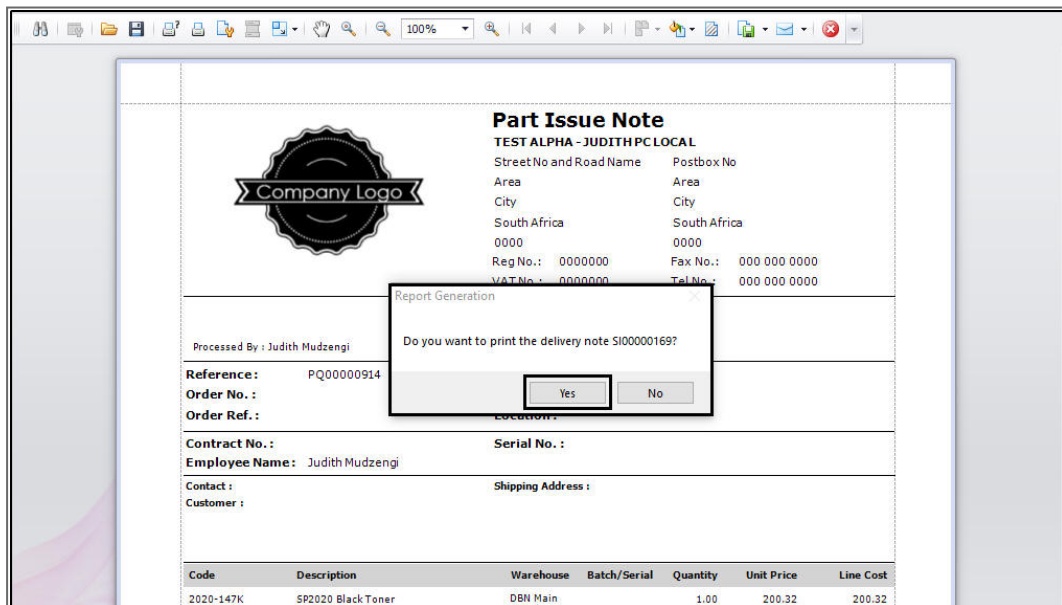 100%
Part Issue Note
TEST ALPHA - JUDITH PC LOCAL
Company Logo
Street No and Road Name Postbox No
Area Area
City City
South Africa South Africa
0000 0000
Reg No.: 0000000 Fax No.: 000 000 0000
VAT No.: 0000000 Tel No.: 000 000 0000
Report Generation
Do you want to print the delivery note SI00000169?
Yes No
Processed By : Judith Mudzengi
Reference: PQ00000914
Order No. :
Order Ref. : Location :
Contract No. : Serial No. :
Employee Name : Judith Mudzengi
Contact : Shipping Address :
Customer :
Code Description Warehouse Batch/Serial Quantity Unit Price Line Cost
2020-147K SP2020 Black Toner DBN Main 1.00 200.32 200.32